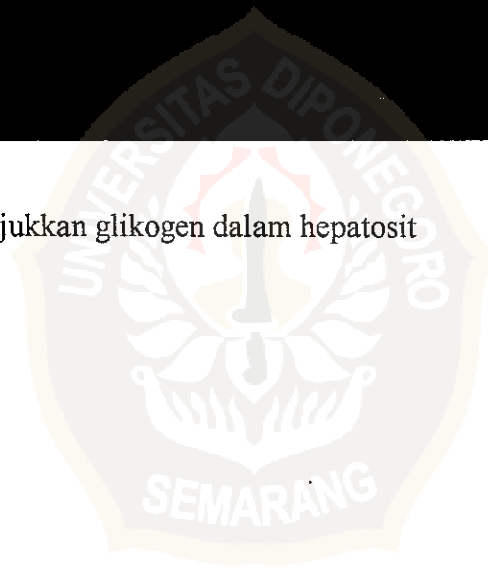 UNIVERSITAS DIPONEGORO
jukkan glikogen dalam hepatosit
SEMARANG